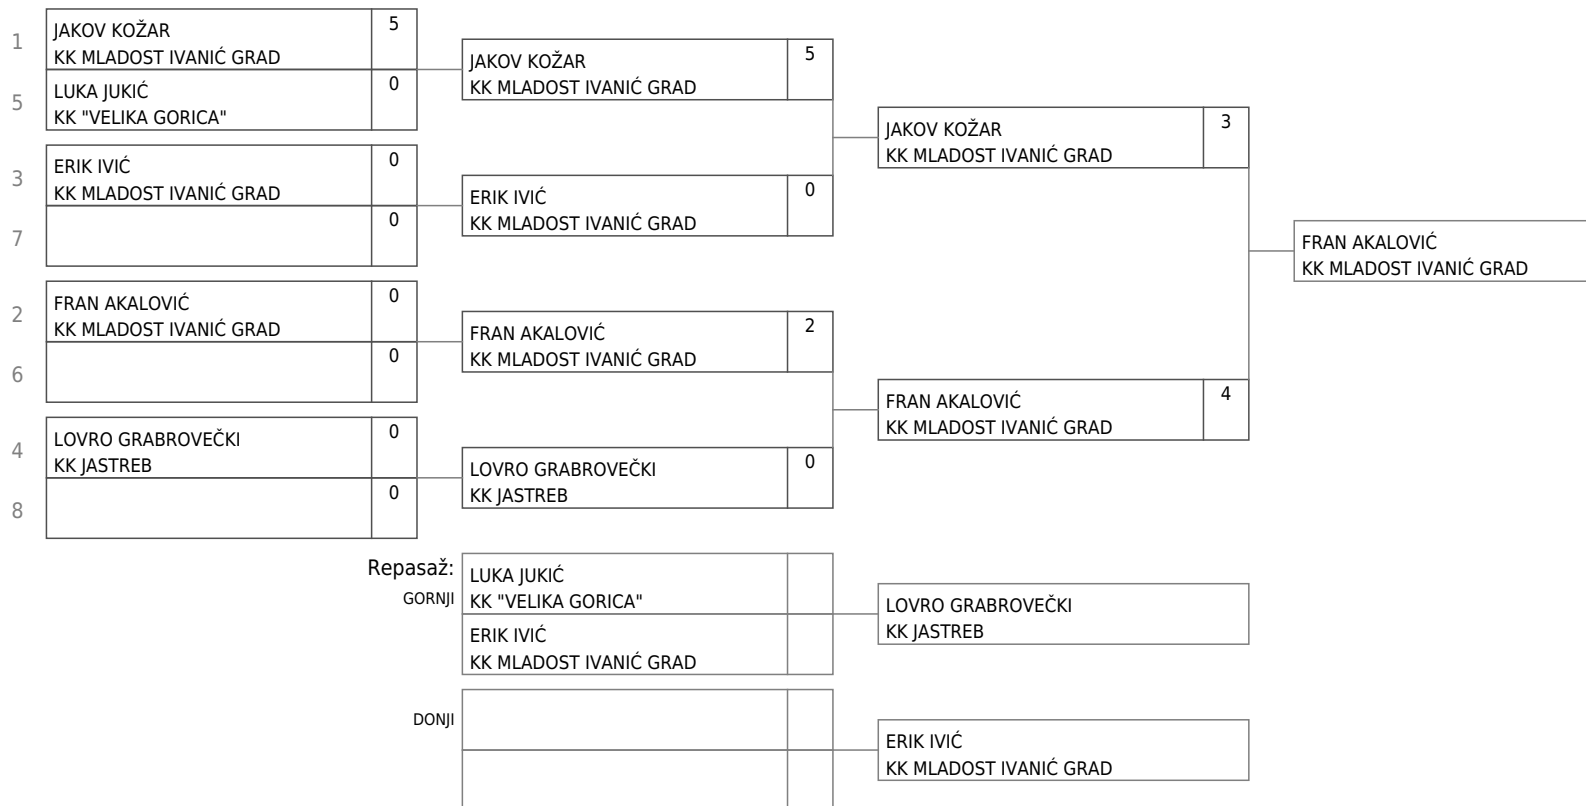 1
JAKOV KOŽAR
KK MLADOST IVANIĆ GRAD
5
5
LUKA JUKIĆ
KK "VELIKA GORICA"
0
3
ERIK IVIĆ
KK MLADOST IVANIĆ GRAD
0
7
0
2
FRAN AKALOVIĆ
KK MLADOST IVANIĆ GRAD
0
6
0
4
LOVRO GRABROVEČKI
KK JASTREB
0
8
0
JAKOV KOŽAR
KK MLADOST IVANIĆ GRAD
5
ERIK IVIĆ
KK MLADOST IVANIĆ GRAD
0
FRAN AKALOVIĆ
KK MLADOST IVANIĆ GRAD
2
LOVRO GRABROVEČKI
KK JASTREB
0
JAKOV KOŽAR
KK MLADOST IVANIĆ GRAD
3
FRAN AKALOVIĆ
KK MLADOST IVANIĆ GRAD
4
FRAN AKALOVIĆ
KK MLADOST IVANIĆ GRAD
Repasaž:
GORNJI
LUKA JUKIĆ
KK "VELIKA GORICA"
ERIK IVIĆ
KK MLADOST IVANIĆ GRAD
LOVRO GRABROVEČKI
KK JASTREB
DONJI
ERIK IVIĆ
KK MLADOST IVANIĆ GRAD